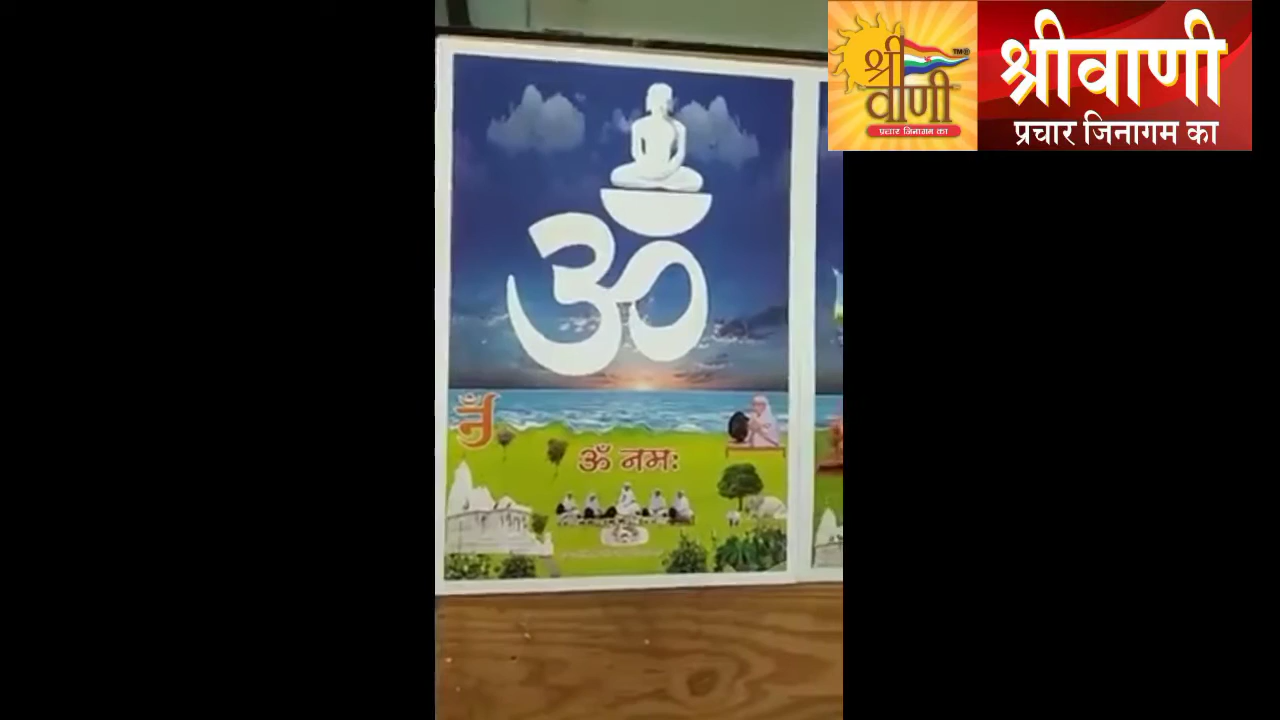 श्री
वाणी
TM®
प्रचार जिनागम का
श्रीवाणी
प्रचार जिनागम का
ॐ
ॐ नमः